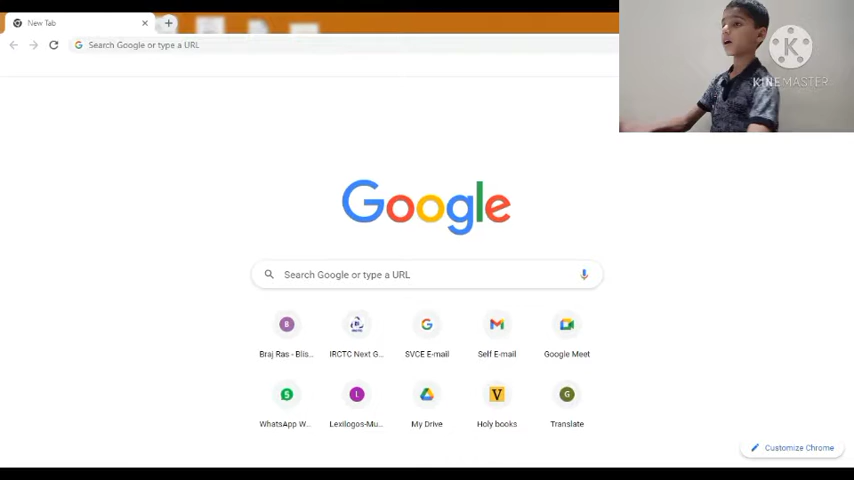 New Tab
Search Google or type a URL
K
KINEMASTER
Google
Search Google or type a URL
B
Braj Ras - Blis...
IRCTC Next G...
G
SVCE E-mail
Self E-mail
Google Meet
WhatsApp W...
L
Lexilogos-Mu...
My Drive
V
Holy books
G
Translate
Customize Chrome